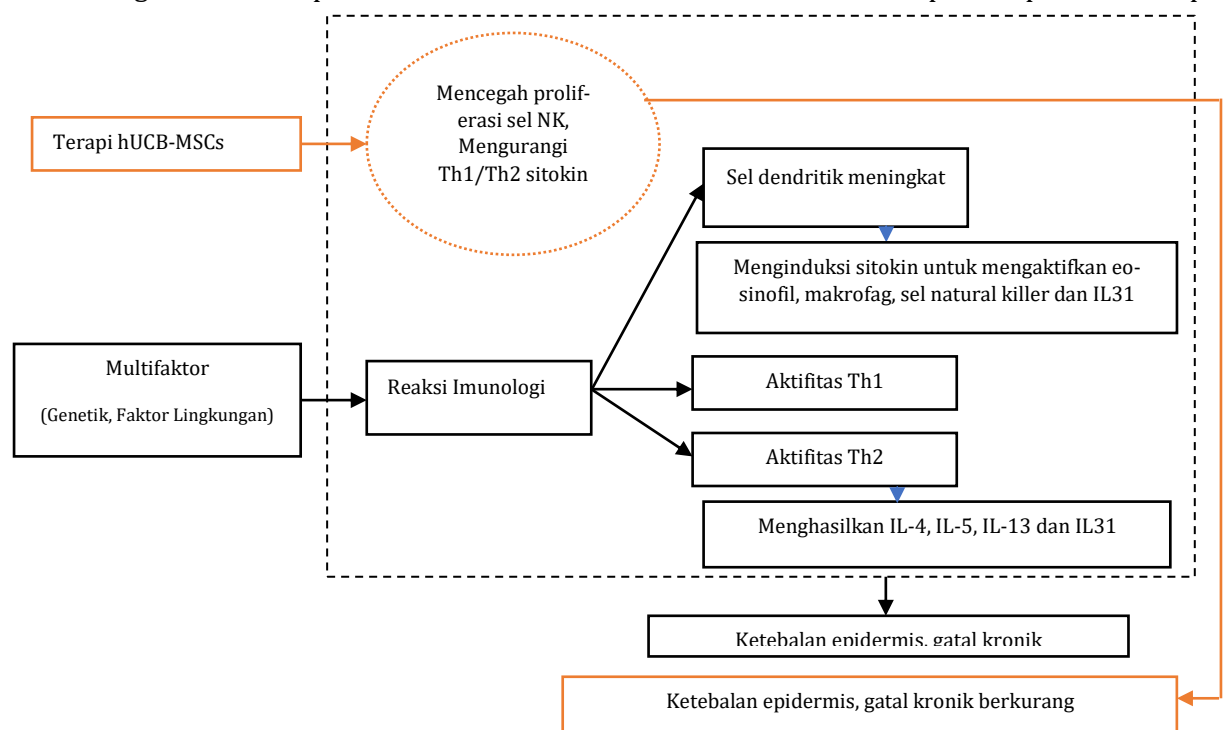 Mencegah prolif-
erasi sel NK,
Mengurangi
Th1/Th2 sitokin
Terapi hUCB-MSCs
Sel dendritik meningkat
Menginduksi sitokin untuk mengaktifkan eo-
sinofil, makrofag, sel natural killer dan IL31
Multifaktor
(Genetik, Faktor Lingkungan)
Reaksi Imunologi
Aktifitas Th1
Aktifitas Th2
Menghasilkan IL-4, IL-5, IL-13 dan IL31
Ketebalan epidermis, gatal kronik
Ketebalan epidermis, gatal kronik berkurang